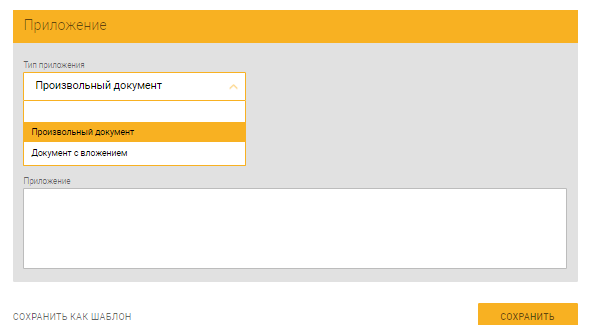 Приложение
Тип приложения
Произвольный документ
Произвольный документ
Документ с вложением
Приложение
СОХРАНИТЬ КАК ШАБЛОН
СОХРАНИТЬ